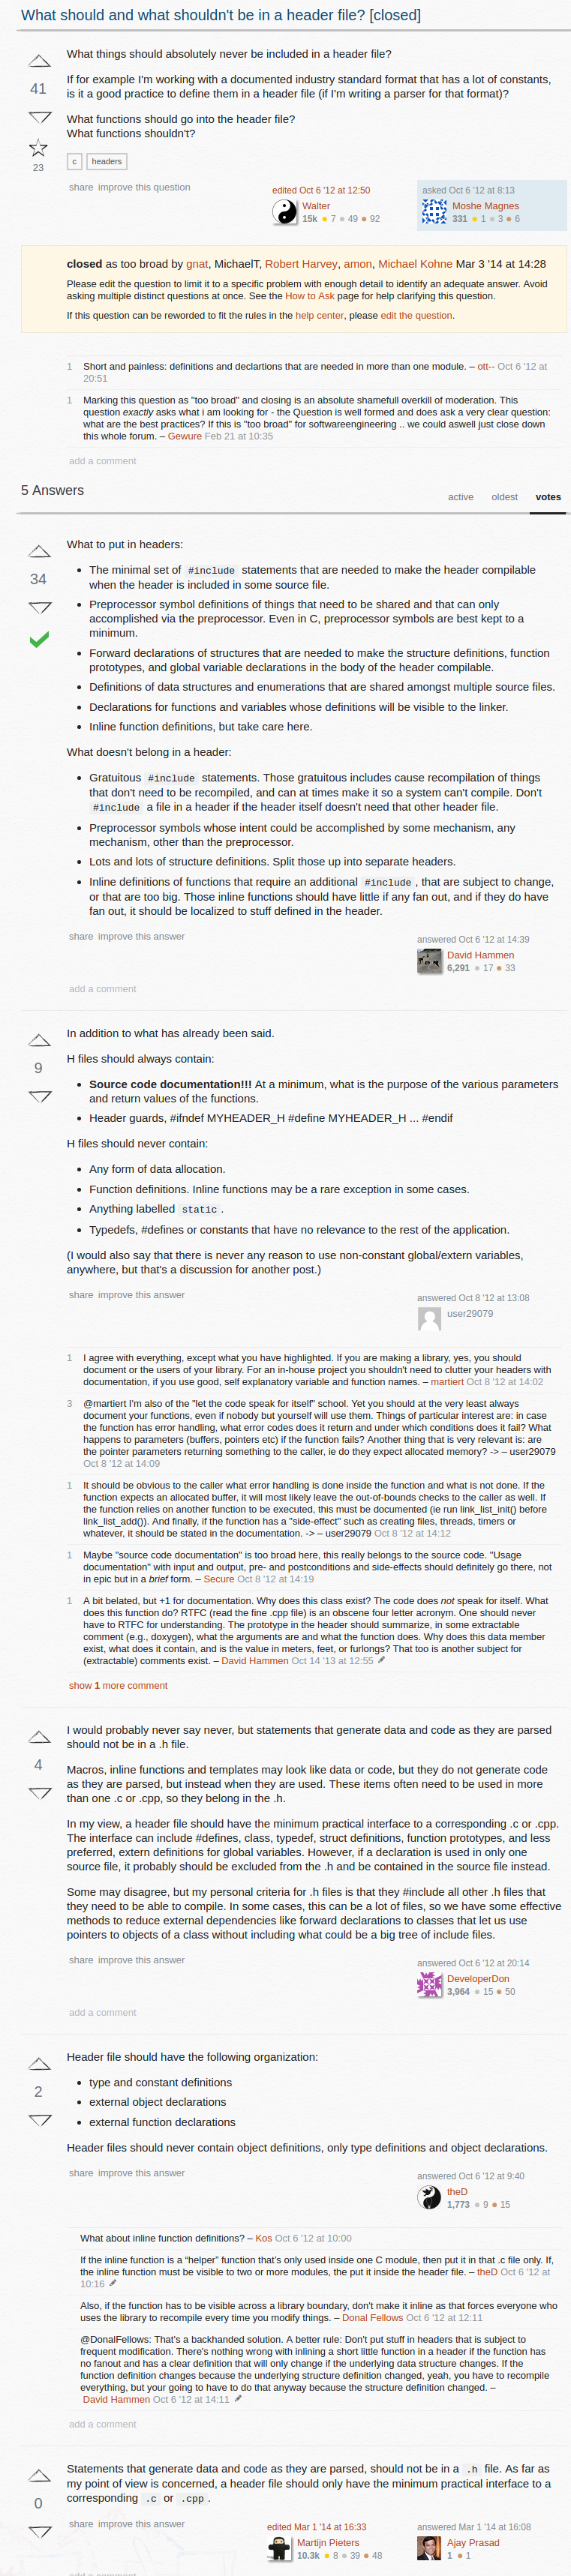 What should and what shouldn't be in a header file? [closed]
What things should absolutely never be included in a header file?
41
If for example I'm working with a documented industry standard format that has a lot of constants,
is it a good practice to define them in a header file (if I'm writing a parser for that format)?
What functions should go into the header file?
What functions shouldn't?
23
c headers
share improve this question
edited Oct 6 '12 at 12:50
Walter
15k 7 49 92
asked Oct 6 '12 at 8:13
Moshe Magnes
331 1 3 6
closed as too broad by gnat, MichaelT, Robert Harvey, amon, Michael Kohne Mar 3 '14 at 14:28
Please edit the question to limit it to a specific problem with enough detail to identify an adequate answer. Avoid
asking multiple distinct questions at once. See the How to Ask page for help clarifying this question.
If this question can be reworded to fit the rules in the help center, please edit the question.
1 Short and painless: definitions and declartions that are needed in more than one module. – ott-- Oct 6 '12 at
20:51
1 Marking this question as "too broad" and closing is an absolute shamefull overkill of moderation. This
question exactly asks what i am looking for - the Question is well formed and does ask a very clear question:
what are the best practices? If this is "too broad" for softwareengineering .. we could aswell just close down
this whole forum. – Gewure Feb 21 at 10:35
add a comment
5 Answers
active oldest votes
What to put in headers:
34
• The minimal set of #include statements that are needed to make the header compilable
when the header is included in some source file.
• Preprocessor symbol definitions of things that need to be shared and that can only
accomplished via the preprocessor. Even in C, preprocessor symbols are best kept to a
minimum.
• Forward declarations of structures that are needed to make the structure definitions, function
prototypes, and global variable declarations in the body of the header compilable.
• Definitions of data structures and enumerations that are shared amongst multiple source files.
• Declarations for functions and variables whose definitions will be visible to the linker.
• Inline function definitions, but take care here.
What doesn't belong in a header:
• Gratuitous #include statements. Those gratuitous includes cause recompilation of things
that don't need to be recompiled, and can at times make it so a system can't compile. Don't
#include a file in a header if the header itself doesn't need that other header file.
• Preprocessor symbols whose intent could be accomplished by some mechanism, any
mechanism, other than the preprocessor.
• Lots and lots of structure definitions. Split those up into separate headers.
• Inline definitions of functions that require an additional #include, that are subject to change,
or that are too big. Those inline functions should have little if any fan out, and if they do have
fan out, it should be localized to stuff defined in the header.
share improve this answer
answered Oct 6 '12 at 14:39
David Hammen
6,291 17 33
add a comment
In addition to what has already been said.
9
H files should always contain:
• Source code documentation!!! At a minimum, what is the purpose of the various parameters
and return values of the functions.
• Header guards, #ifndef MYHEADER_H #define MYHEADER_H ... #endif
H files should never contain:
• Any form of data allocation.
• Function definitions. Inline functions may be a rare exception in some cases.
• Anything labelled static.
• Typedefs, #defines or constants that have no relevance to the rest of the application.
(I would also say that there is never any reason to use non-constant global/extern variables,
anywhere, but that's a discussion for another post.)
share improve this answer
answered Oct 8 '12 at 13:08
user29079
1 I agree with everything, except what you have highlighted. If you are making a library, yes, you should
document or the users of your library. For an in-house project you shouldn't need to clutter your headers with
documentation, if you use good, self explanatory variable and function names. – martiert Oct 8 '12 at 14:02
3 @martiert I'm also of the "let the code speak for itself" school. Yet you should at the very least always
document your functions, even if nobody but yourself will use them. Things of particular interest are: in case
the function has error handling, what error codes does it return and under which conditions does it fail? What
happens to parameters (buffers, pointers etc) if the function fails? Another thing that is very relevant is: are
the pointer parameters returning something to the caller, ie do they expect allocated memory? -> – user29079
Oct 8 '12 at 14:09
1 It should be obvious to the caller what error handling is done inside the function and what is not done. If the
function expects an allocated buffer, it will most likely leave the out-of-bounds checks to the caller as well. If
the function relies on another function to be executed, this must be documented (ie run link_list_init() before
link_list_add()). And finally, if the function has a "side-effect" such as creating files, threads, timers or
whatever, it should be stated in the documentation. -> – user29079 Oct 8 '12 at 14:12
1 Maybe "source code documentation" is too broad here, this really belongs to the source code. "Usage
documentation" with input and output, pre- and postconditions and side-effects should definitely go there, not
in epic but in a brief form. – Secure Oct 8 '12 at 14:19
1 A bit belated, but +1 for documentation. Why does this class exist? The code does not speak for itself. What
does this function do? RTFC (read the fine .cpp file) is an obscene four letter acronym. One should never
have to RTFC for understanding. The prototype in the header should summarize, in some extractable
comment (e.g., doxygen), what the arguments are and what the function does. Why does this data member
exist, what does it contain, and is the value in meters, feet, or furlongs? That too is another subject for
(extractable) comments exist. – David Hammen Oct 14 '13 at 12:55
show 1 more comment
I would probably never say never, but statements that generate data and code as they are parsed
should not be in a .h file.
4
Macros, inline functions and templates may look like data or code, but they do not generate code
as they are parsed, but instead when they are used. These items often need to be used in more
than one .c or .cpp, so they belong in the .h.
In my view, a header file should have the minimum practical interface to a corresponding .c or .cpp.
The interface can include #defines, class, typedef, struct definitions, function prototypes, and less
preferred, extern definitions for global variables. However, if a declaration is used in only one
source file, it probably should be excluded from the .h and be contained in the source file instead.
Some may disagree, but my personal criteria for .h files is that they #include all other .h files that
they need to be able to compile. In some cases, this can be a lot of files, so we have some effective
methods to reduce external dependencies like forward declarations to classes that let us use
pointers to objects of a class without including what could be a big tree of include files.
share improve this answer
answered Oct 6 '12 at 20:14
DeveloperDon
3,964 15 50
add a comment
Header file should have the following organization:
2
• type and constant definitions
• external object declarations
• external function declarations
Header files should never contain object definitions, only type definitions and object declarations.
share improve this answer
answered Oct 6 '12 at 9:40
theD
1,773 9 15
What about inline function definitions? – Kos Oct 6 '12 at 10:00
If the inline function is a “helper” function that’s only used inside one C module, then put it in that .c file only. If,
the inline function must be visible to two or more modules, the put it inside the header file. – theD Oct 6 '12 at
10:16
Also, if the function has to be visible across a library boundary, don't make it inline as that forces everyone who
uses the library to recompile every time you modify things. – Donal Fellows Oct 6 '12 at 12:11
@DonalFellows: That's a backhanded solution. A better rule: Don't put stuff in headers that is subject to
frequent modification. There's nothing wrong with inlining a short little function in a header if the function has
no fanout and has a clear definition that will only change if the underlying data structure changes. If the
function definition changes because the underlying structure definition changed, yeah, you have to recompile
everything, but your going to have to do that anyway because the structure definition changed. –
David Hammen Oct 6 '12 at 14:11
add a comment
Statements that generate data and code as they are parsed, should not be in a .h file. As far as
my point of view is concerned, a header file should only have the minimum practical interface to a
corresponding .c or .cpp.
0
share improve this answer
edited Mar 1 '14 at 16:33
Martijn Pieters
10.3k 8 39 48
answered Mar 1 '14 at 16:08
Ajay Prasad
1 1
add a comment